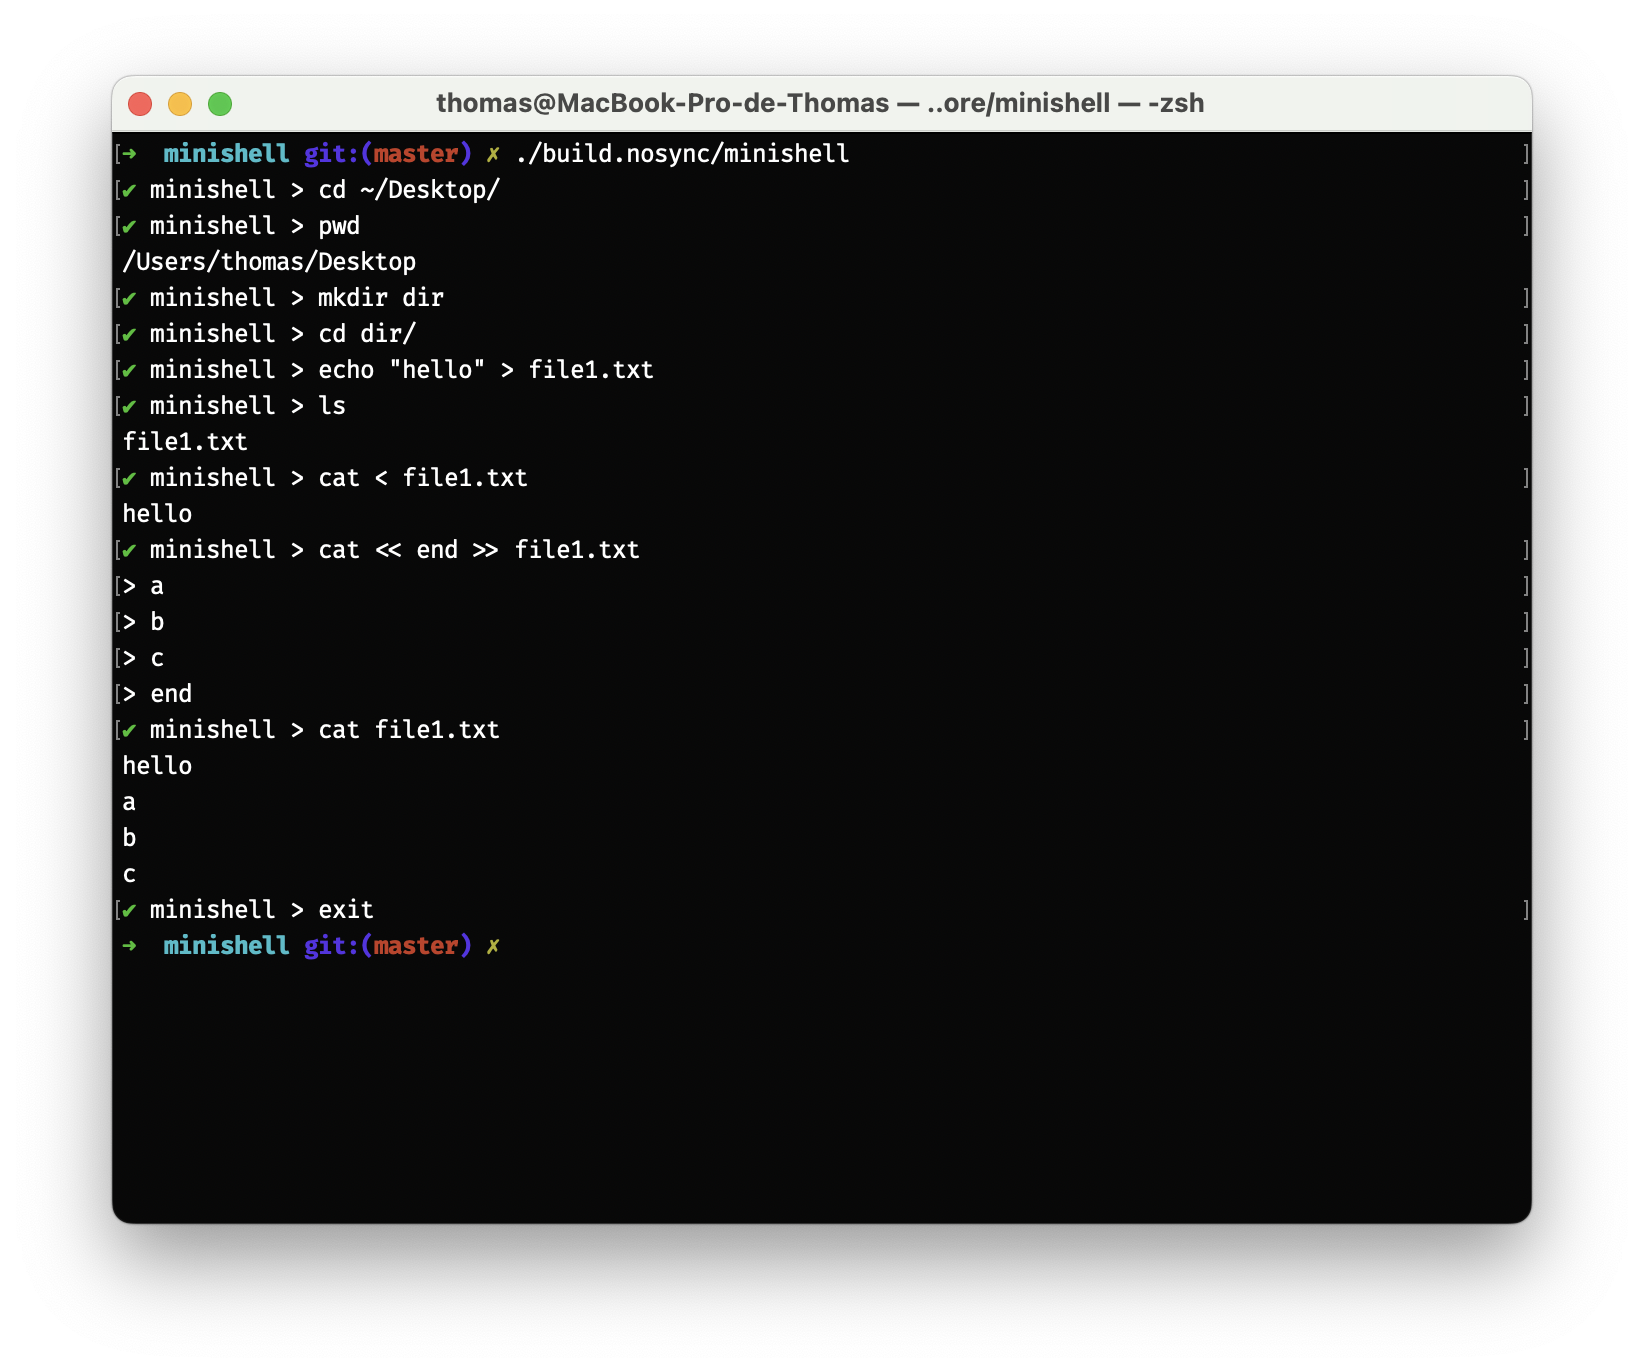 thomas@MacBook-Pro-de-Thomas — ..ore/minishell — -zsh
[➜  minishell git:(master) ✗ ./build.nosync/minishell ]
[✔ minishell > cd ~/Desktop/ ]
[✔ minishell > pwd ]
/Users/thomas/Desktop
[✔ minishell > mkdir dir ]
[✔ minishell > cd dir/ ]
[✔ minishell > echo "hello" > file1.txt ]
[✔ minishell > ls ]
file1.txt
[✔ minishell > cat < file1.txt ]
hello
[✔ minishell > cat << end >> file1.txt ]
[> a ]
[> b ]
[> c ]
[> end ]
[✔ minishell > cat file1.txt ]
hello
a
b
c
[✔ minishell > exit ]
➜  minishell git:(master) ✗